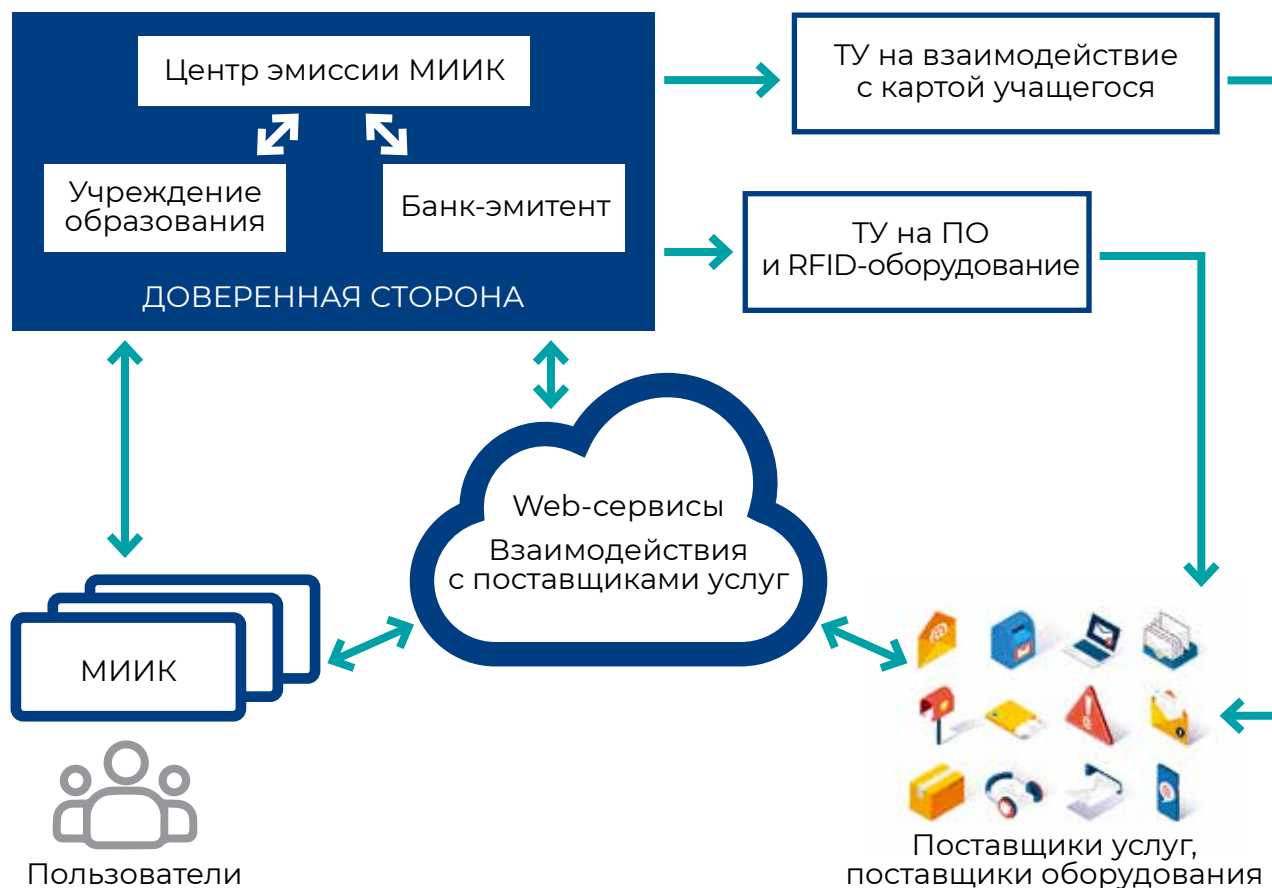 Центр эмиссии МИИК
ТУ на взаимодействие
с картой учащегося
Учреждение
образования
Банк-эмитент
ТУ на ПО
и RFID-оборудование
ДОВЕРЕННАЯ СТОРОНА
Web-сервисы
Взаимодействия
с поставщиками услуг
МИИК
Пользователи
Поставщики услуг,
поставщики оборудования